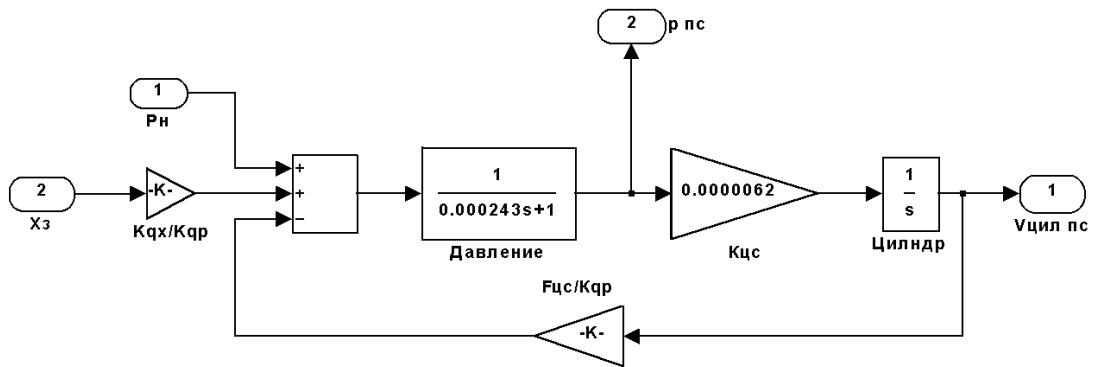 2
р пс
1
Рн
2
Хз
-К-
Kqx/Kqp
+
+
−
1
0.000243s+1
Давление
0.0000062
Кцс
1
s
Цилндр
1
Vцил пс
Fцс/Kqp
-К-